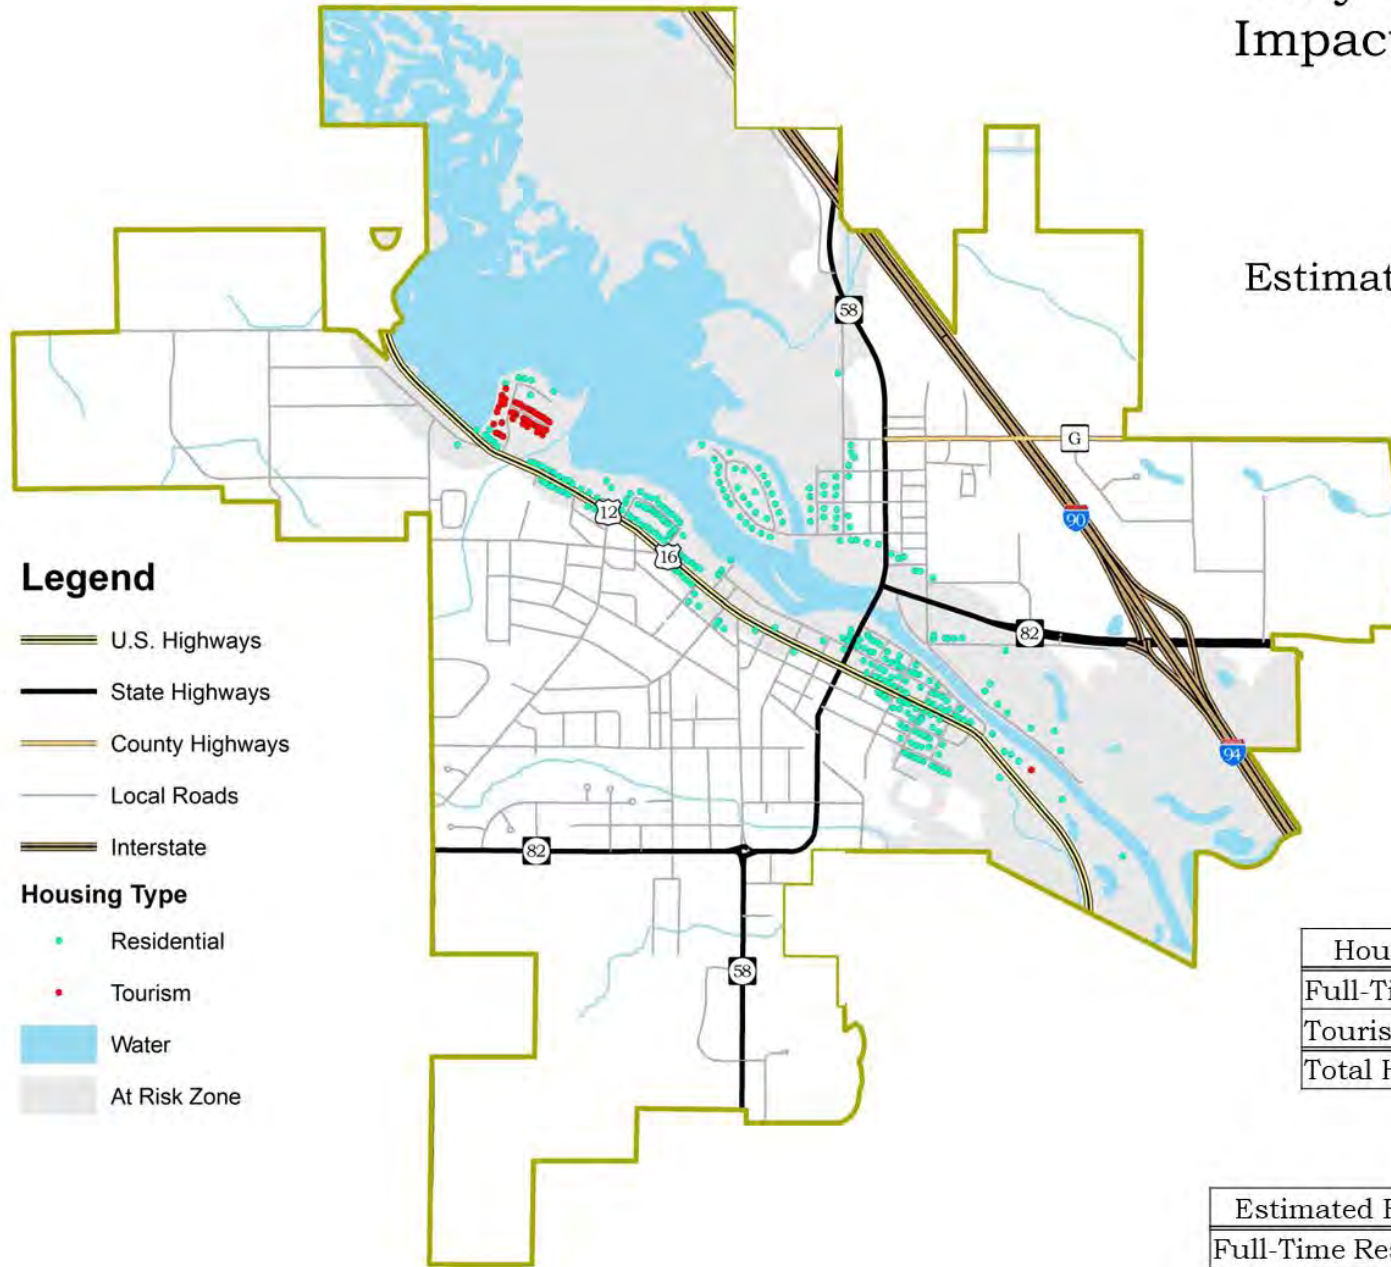 Impac
Estimat
58
G
12
90
16
Legend
U.S. Highways
82
State Highways
County Highways
94
Local Roads
Interstate
82
Housing Type
Residential
Hou
58
Full-Ti
Tourism
Touris
Water
Total H
At Risk Zone
Estimated
Full-Time Res